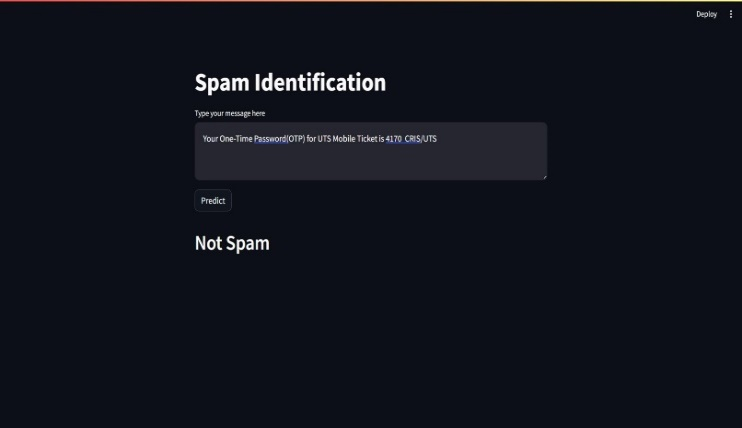 Deploy
Spam Identification
Type your message here
Your One-Time Password(OTP) for UTS Mobile Ticket is 4170 CRIS/UTS
Predict
Not Spam